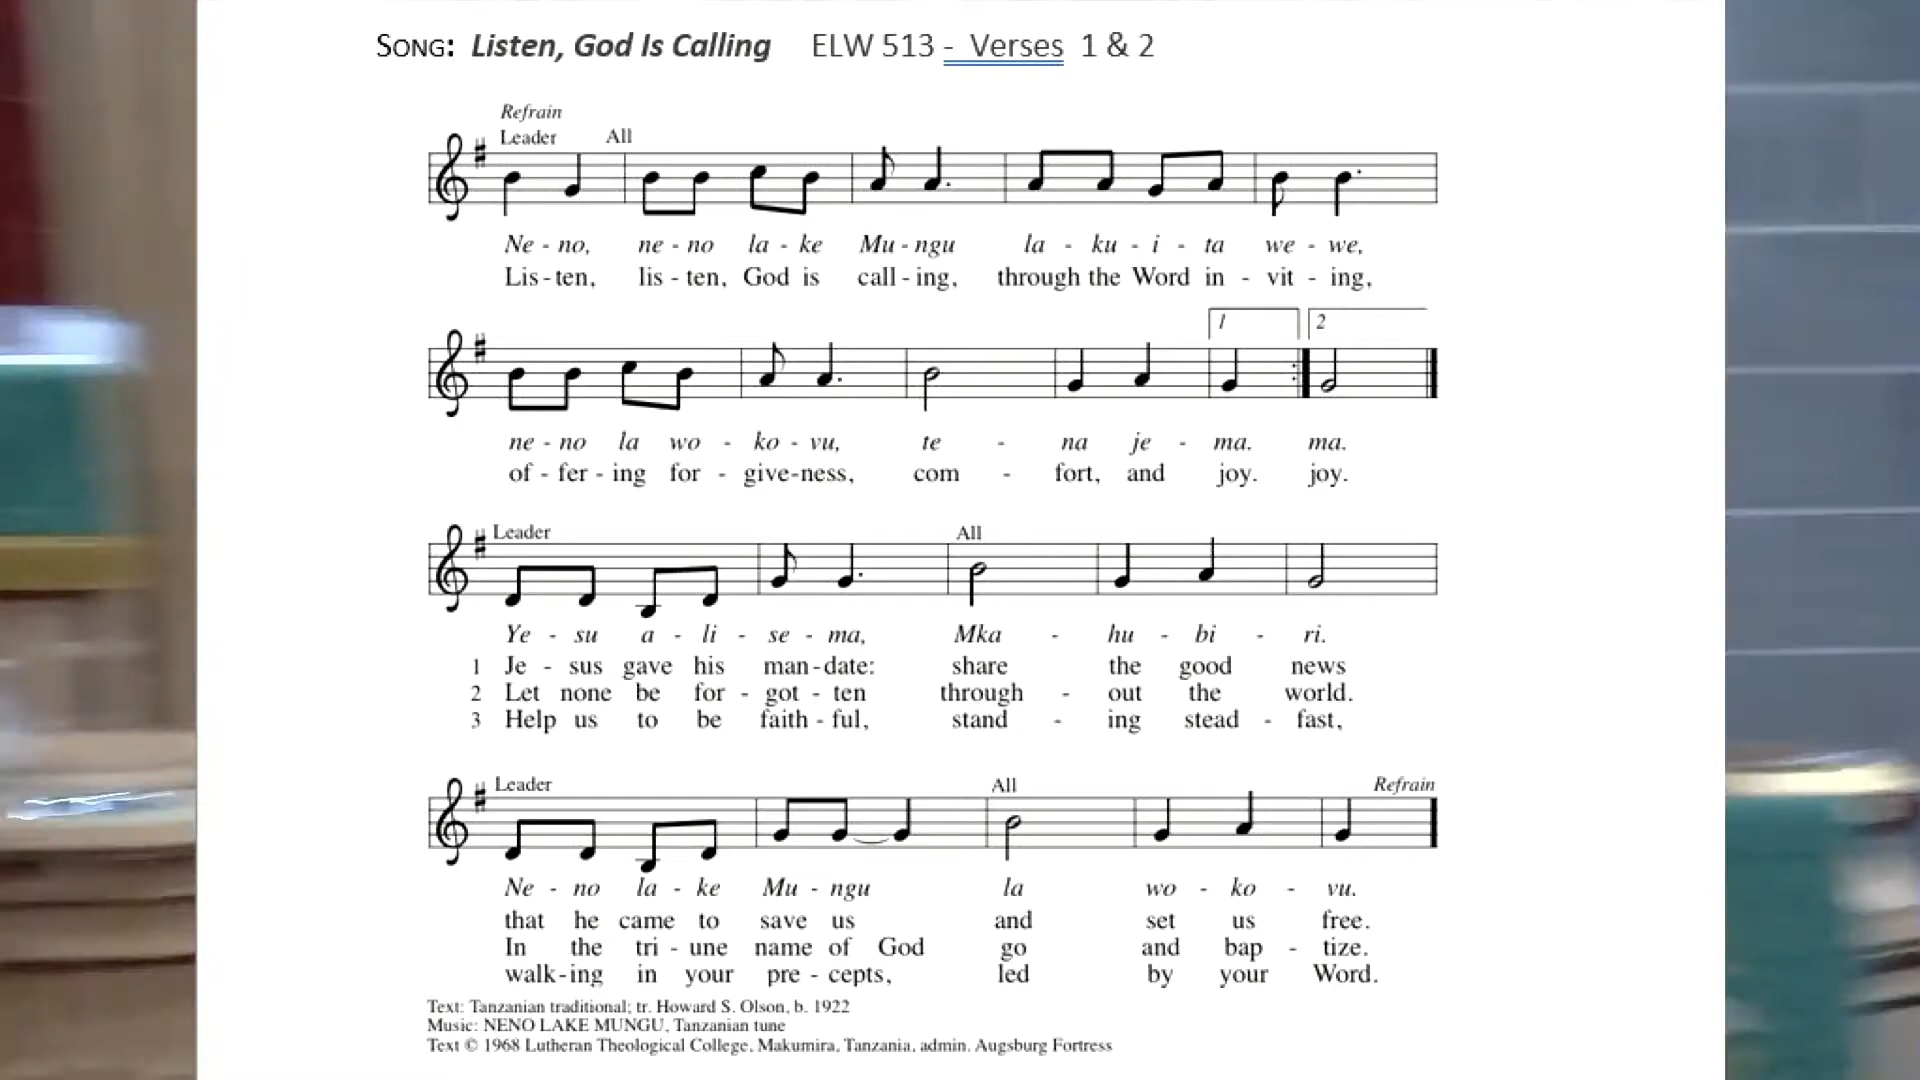 SONG: Listen, God Is Calling ELW 513 - Verses 1 & 2
Refrain
Leader All
Ne - no, ne - no la - ke Mu - ngu la - ku - i - ta we - we,
Lis - ten, lis - ten, God is call - ing, through the Word in - vit - ing,
1 2
ne - no la wo - ko - vu, te - na je - ma. ma.
of - fer - ing for - give - ness, com - fort, and joy. joy.
Leader All
Ye - su a - li - se - ma, Mka - hu - bi - ri.
1 Je - sus gave his man - date: share the good news
2 Let none be for - got - ten through - out the world.
3 Help us to be faith - ful, stand - ing stead - fast,
Leader All Refrain
Ne - no la - ke Mu - ngu la wo - ko - vu.
that he came to save us and set us free.
In the tri - une name of God go and bap - tize.
walk - ing in your pre - cepts, led by your Word.
Text: Tanzanian traditional; tr. Howard S. Olson, b. 1922
Music: NENO LAKE MUNGU, Tanzanian tune
Text © 1968 Lutheran Theological College, Makumira, Tanzania, admin. Augsburg Fortress